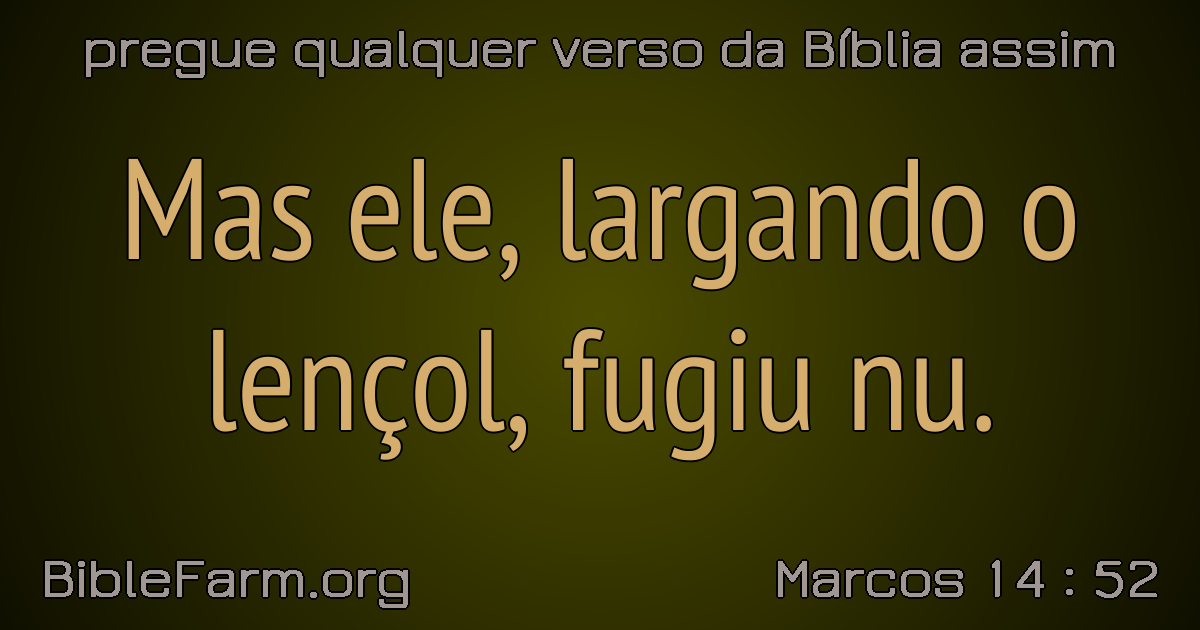 pregue qualquer verso da Bíblia assim
Mas ele, largando o
lençol, fugiu nu.
BibleFarm.org
Marcos 14 : 52